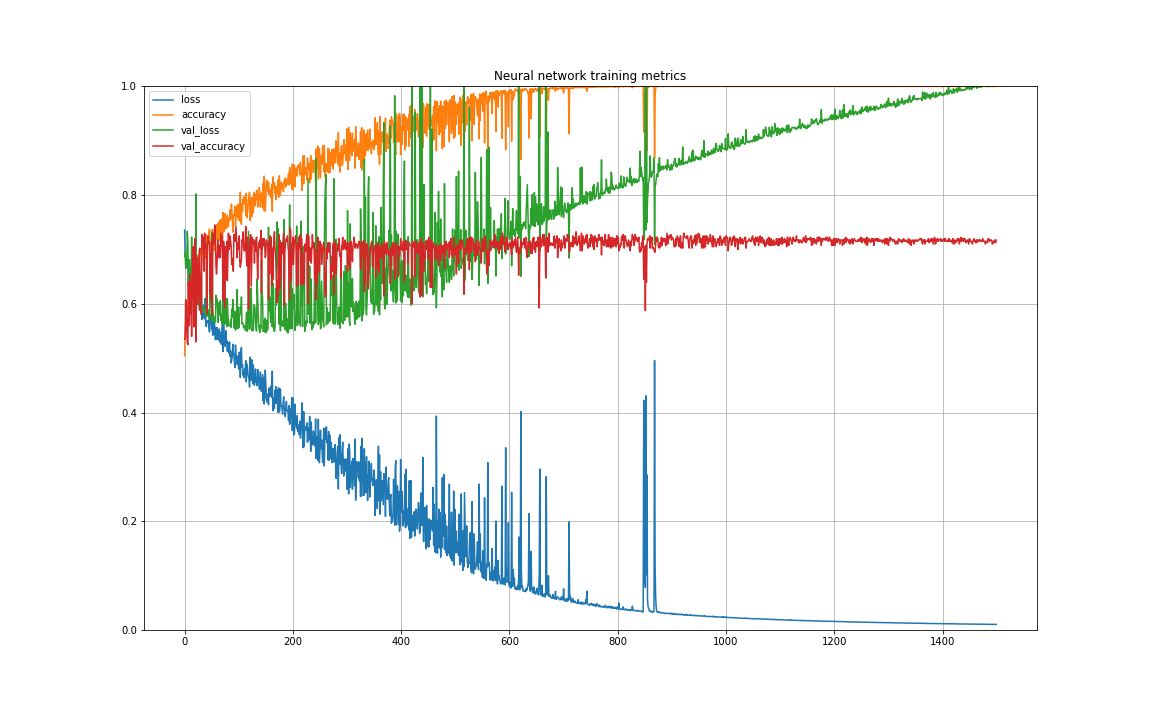 Neural network training metrics
1.0
loss
accuracy
val_loss
val_accuracy
0.8
0.6
0.4
0.2
0.0
0 200 400 600 800 1000 1200 1400